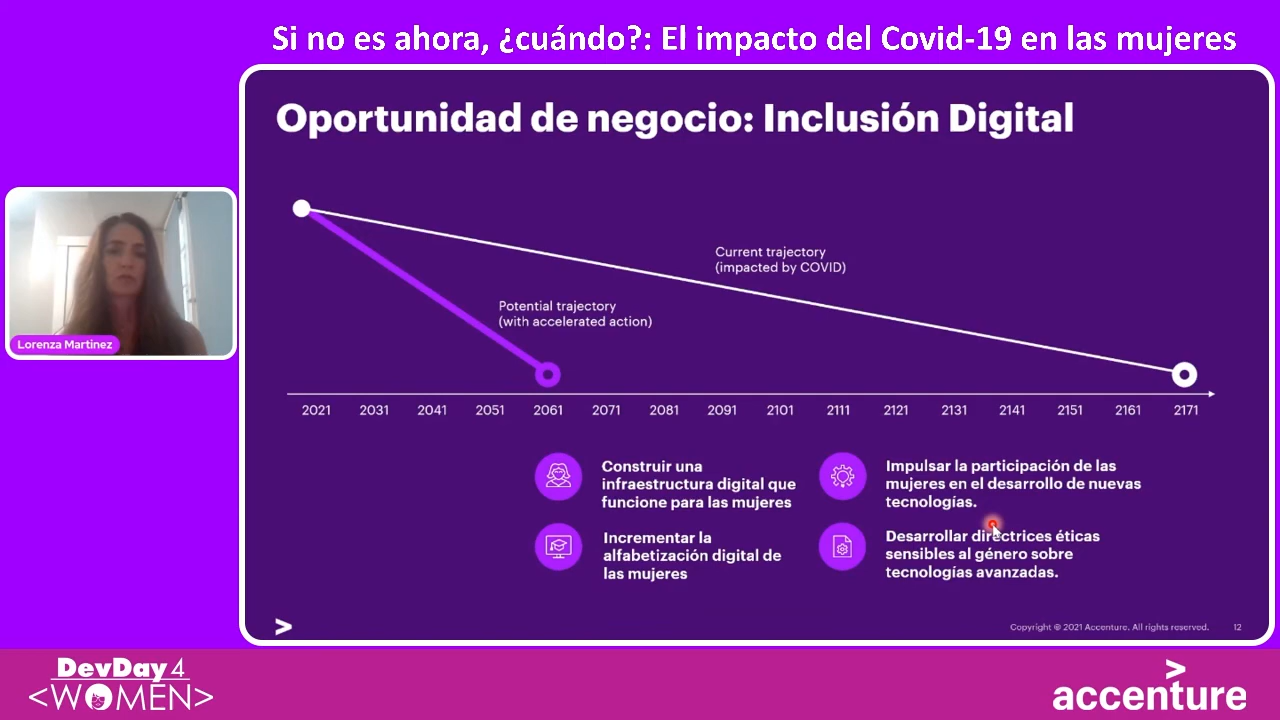 Si no es ahora, ¿cuándo?: El impacto del Covid-19 en las mujeres
Oportunidad de negocio: Inclusión Digital
Current trajectory
(impacted by COVID)
Potential trajectory
(with accelerated action)
Lorenza Martinez
2021 2031 2041 2051 2061 2071 2081 2091 2101 2111 2121 2131 2141 2151 2161 2171
Construir una
infraestructura digital que
funcione para las mujeres
Impulsar la participación de las
mujeres en el desarrollo de nuevas
tecnologías.
Incrementar la
alfabetización digital de
las mujeres
Desarrollar directrices éticas
sensibles al género sobre
tecnologías avanzadas.
>
Copyright © 2021 Accenture. All rights reserved. 12
DevDay4
<WOMEN>
>
accenture